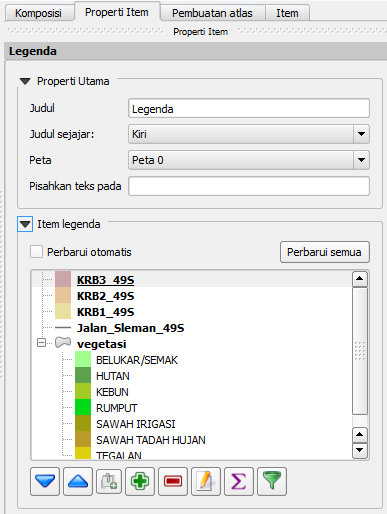 Komposisi Properti Item Pembuatan atlas Item
Properti Item
Legenda
Properti Utama
Judul Legenda
Judul sejajar: Kiri
Peta Peta 0
Pisahkan teks pada
Item legenda
Perbarui otomatis Perbarui semua
KRB3_49S
KRB2_49S
KRB1_49S
Jalan_Sleman_49S
vegetasi
BELUKAR/SEMAK
HUTAN
KEBUN
RUMPUT
SAWAH IRIGASI
SAWAH TADAH HUJAN
TEGALAN
Σ